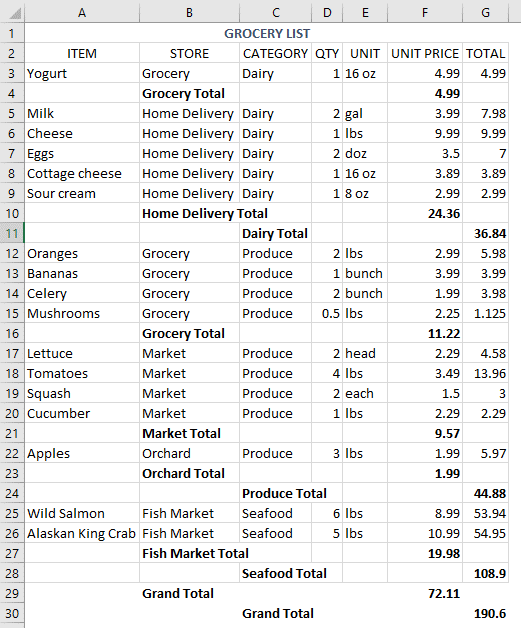 A B C D E F G
1 GROCERY LIST
2 ITEM STORE CATEGORY QTY UNIT UNIT PRICE TOTAL
3 Yogurt Grocery Dairy 1 16 oz 4.99 4.99
4 Grocery Total 4.99
5 Milk Home Delivery Dairy 2 gal 3.99 7.98
6 Cheese Home Delivery Dairy 1 lbs 9.99 9.99
7 Eggs Home Delivery Dairy 2 doz 3.5 7
8 Cottage cheese Home Delivery Dairy 1 16 oz 3.89 3.89
9 Sour cream Home Delivery Dairy 1 8 oz 2.99 2.99
10 Home Delivery Total 24.36
11 Dairy Total 36.84
12 Oranges Grocery Produce 2 lbs 2.99 5.98
13 Bananas Grocery Produce 1 bunch 3.99 3.99
14 Celery Grocery Produce 2 bunch 1.99 3.98
15 Mushrooms Grocery Produce 0.5 lbs 2.25 1.125
16 Grocery Total 11.22
17 Lettuce Market Produce 2 head 2.29 4.58
18 Tomatoes Market Produce 4 lbs 3.49 13.96
19 Squash Market Produce 2 each 1.5 3
20 Cucumber Market Produce 1 lbs 2.29 2.29
21 Market Total 9.57
22 Apples Orchard Produce 3 lbs 1.99 5.97
23 Orchard Total 1.99
24 Produce Total 44.88
25 Wild Salmon Fish Market Seafood 6 lbs 8.99 53.94
26 Alaskan King Crab Fish Market Seafood 5 lbs 10.99 54.95
27 Fish Market Total 19.98
28 Seafood Total 108.9
29 Grand Total 72.11
30 Grand Total 190.6